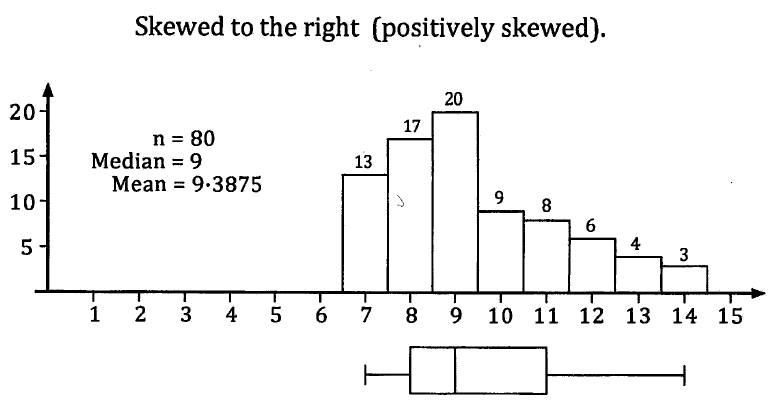 Skewed to the right (positively skewed).
20
15
10
5
n = 80
Median = 9
Mean = 9·3875
13
17
20
9
8
6
4
3
1 2 3 4 5 6 7 8 9 10 11 12 13 14 15